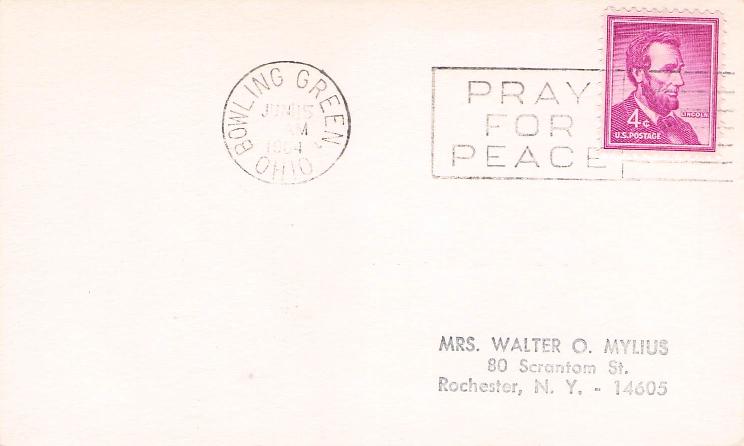 BOWLING GREEN
JUN 15
AM
1964
OHIO
PRAY
FOR
PEACE
LINCOLN
4¢
U.S. POSTAGE
MRS. WALTER O. MYLIUS
80 Scrantom St.
Rochester, N. Y. - 14605